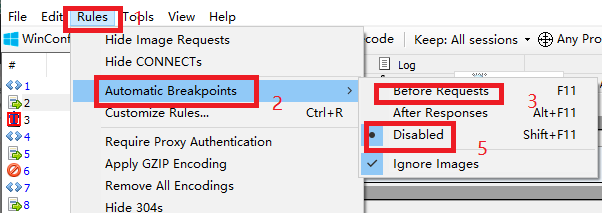 File Edit Rules Tools View Help
1
WinConf
code Keep: All sessions Any Pro
Hide Image Requests
Hide CONNECTs
# Log
Automatic Breakpoints
2
Before Requests F11
3
Customize Rules... Ctrl+R
After Responses Alt+F11
Disabled Shift+F11
5
Require Proxy Authentication
Apply GZIP Encoding
Ignore Images
Remove All Encodings
Hide 304s
1
2
3
4
5
6
7
8